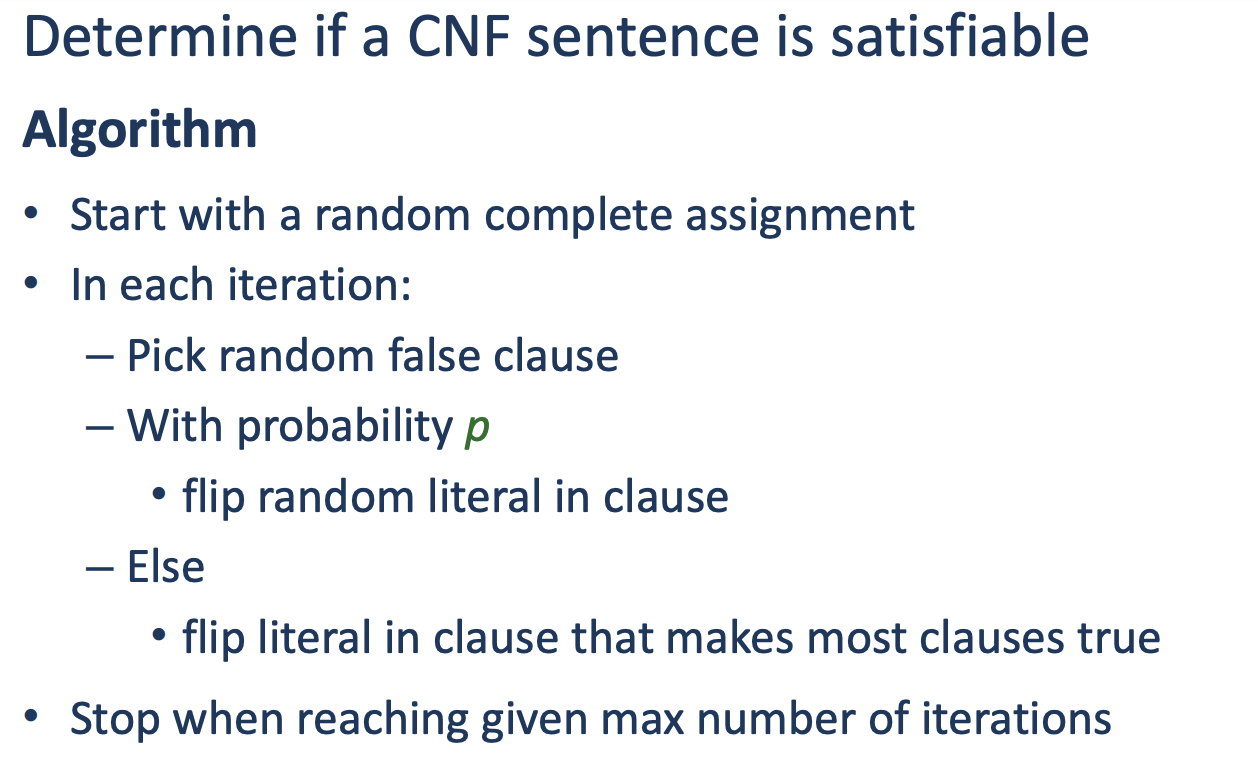 Determine if a CNF sentence is satisfiable
Algorithm
• Start with a random complete assignment
• In each iteration:
– Pick random false clause
– With probability p
• flip random literal in clause
– Else
• flip literal in clause that makes most clauses true
• Stop when reaching given max number of iterations